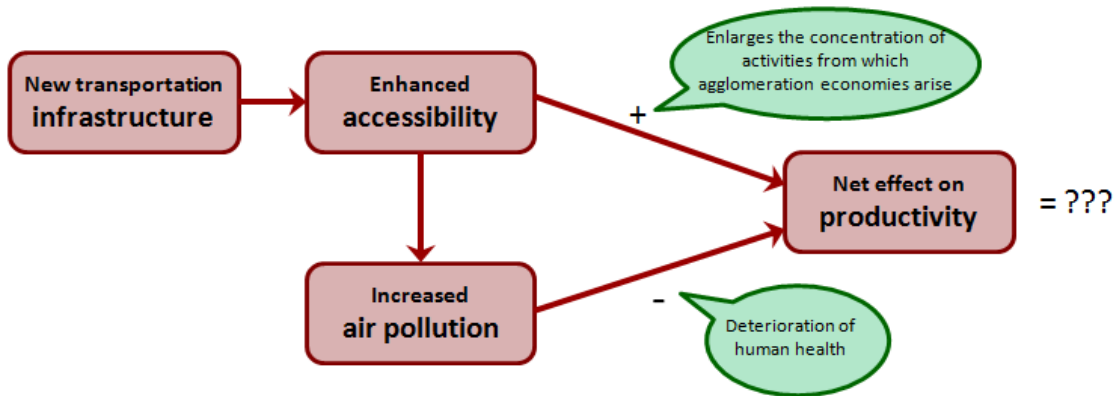 New transportation
infrastructure
Enhanced
accessibility
Enlarges the concentration of
activities from which
agglomeration economies arise
+
Net effect on
productivity
= ???
Increased
air pollution
-
Deterioration of
human health